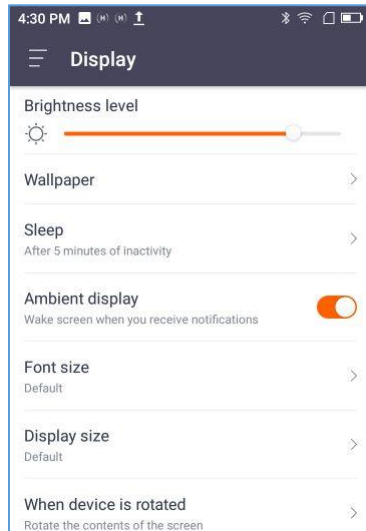 4:30 PM
Display
Brightness level
Wallpaper
Sleep
After 5 minutes of inactivity
Ambient display
Wake screen when you receive notifications
Font size
Default
Display size
Default
When device is rotated
Rotate the contents of the screen